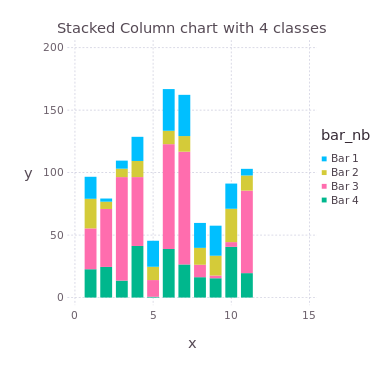 Stacked Column chart with 4 classes
200
150
100
50
0
y
0
5
10
15
x
bar_nb
Bar 1
Bar 2
Bar 3
Bar 4